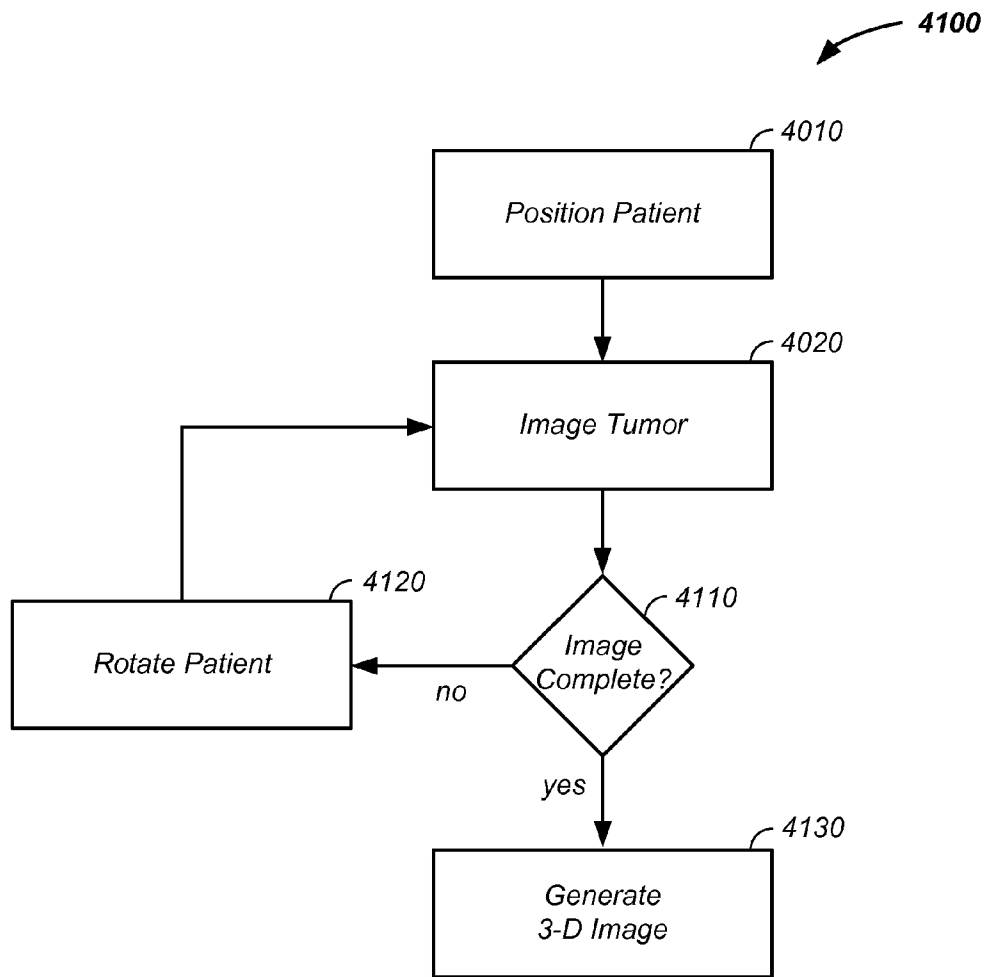 4100
4010
Position Patient
4020
Image Tumor
4120
Rotate Patient
4110
Image
Complete?
no
yes
4130
Generate
3-D Image